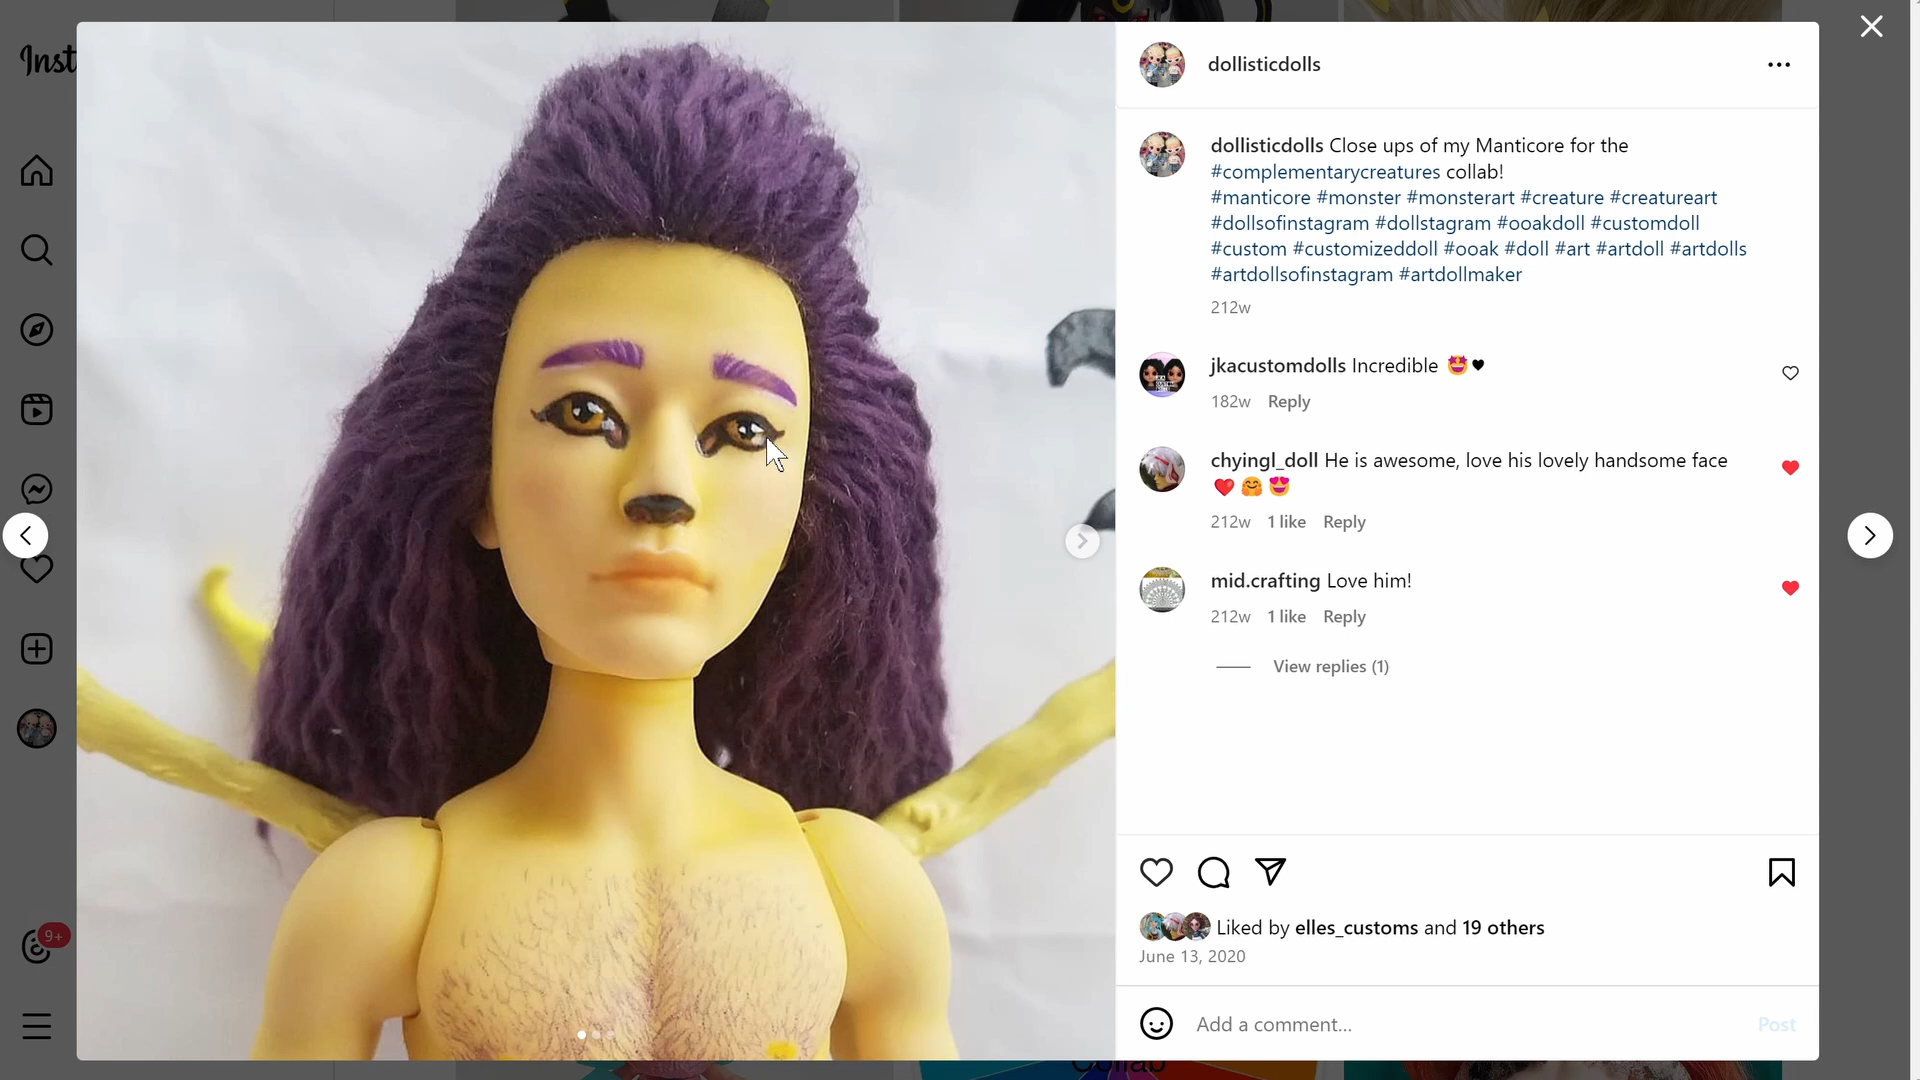 Inst
dollisticdolls
dollisticdolls Close ups of my Manticore for the
#complementarycreatures collab!
#manticore #monster #monsterart #creature #creatureart
#dollsofinstagram #dollstagram #ooakdoll #customdoll
#custom #customizeddoll #ooak #doll #art #artdoll #artdolls
#artdollsofinstagram #artdollmaker
212w
jkacustomdolls Incredible 🤩♥
182w Reply
chyingl_doll He is awesome, love his lovely handsome face
❤️🤗😍
212w 1 like Reply
mid.crafting Love him!
212w 1 like Reply
View replies (1)
9+
Liked by elles_customs and 19 others
June 13, 2020
Add a comment...
Post
Collab